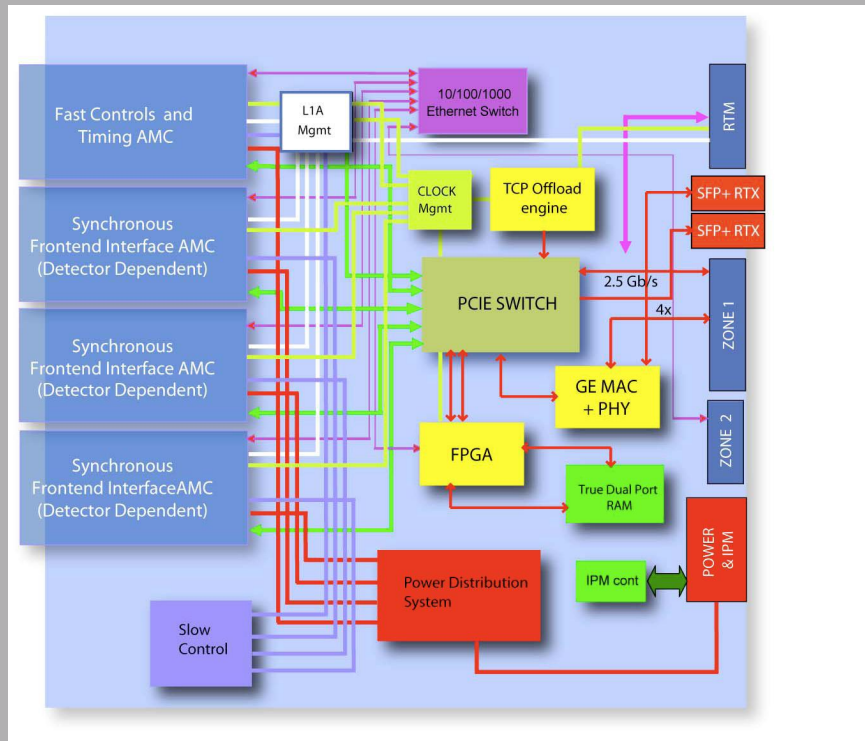 Fast Controls and
Timing AMC
L1A
Mgmt
10/100/1000
Ethernet Switch
RTM
CLOCK
Mgmt
TCP Offload
engine
SFP+ RTX
SFP+ RTX
Synchronous
Frontend Interface AMC
(Detector Dependent)
PCIE SWITCH
2.5 Gb/s
4x
ZONE 1
Synchronous
Frontend Interface AMC
(Detector Dependent)
GE MAC
+ PHY
ZONE 2
Synchronous
Frontend InterfaceAMC
(Detector Dependent)
FPGA
True Dual Port
RAM
POWER
& IPM
Power Distribution
System
IPM cont
Slow
Control